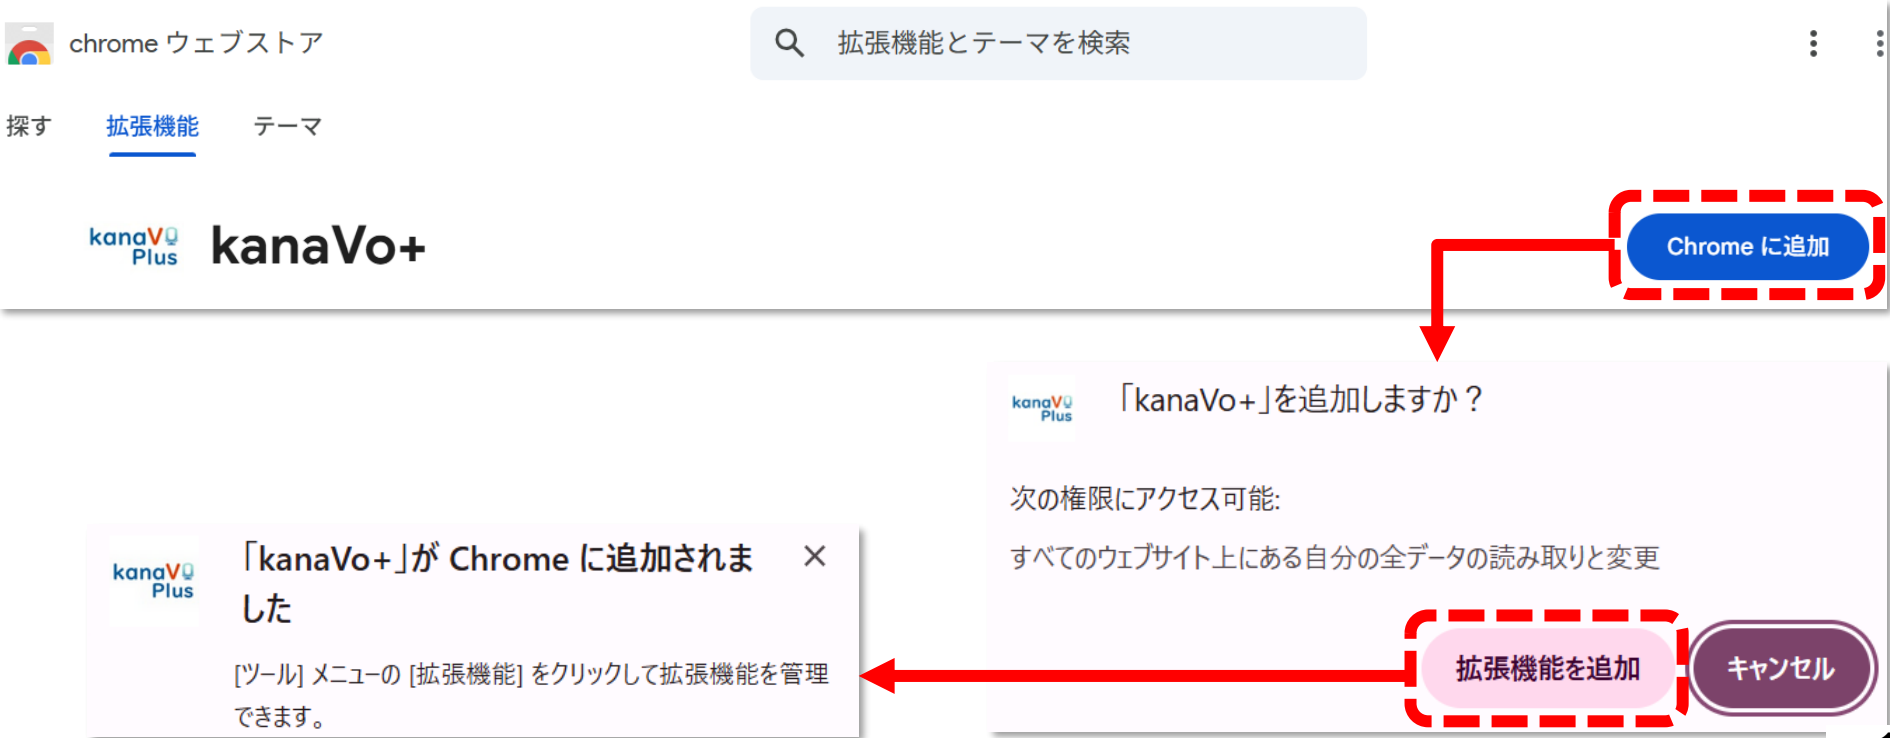 chrome ウェブストア
拡張機能とテーマを検索
探す 拡張機能 テーマ
kanaVo Plus
kanaVo+
Chrome に追加
kanaVo Plus
「kanaVo+」を追加しますか？
次の権限にアクセス可能:
すべてのウェブサイト上にある自分の全データの読み取りと変更
拡張機能を追加
キャンセル
kanaVo Plus
「kanaVo+」が Chrome に追加されま
した
[ツール] メニューの [拡張機能] をクリックして拡張機能を管理
できます。